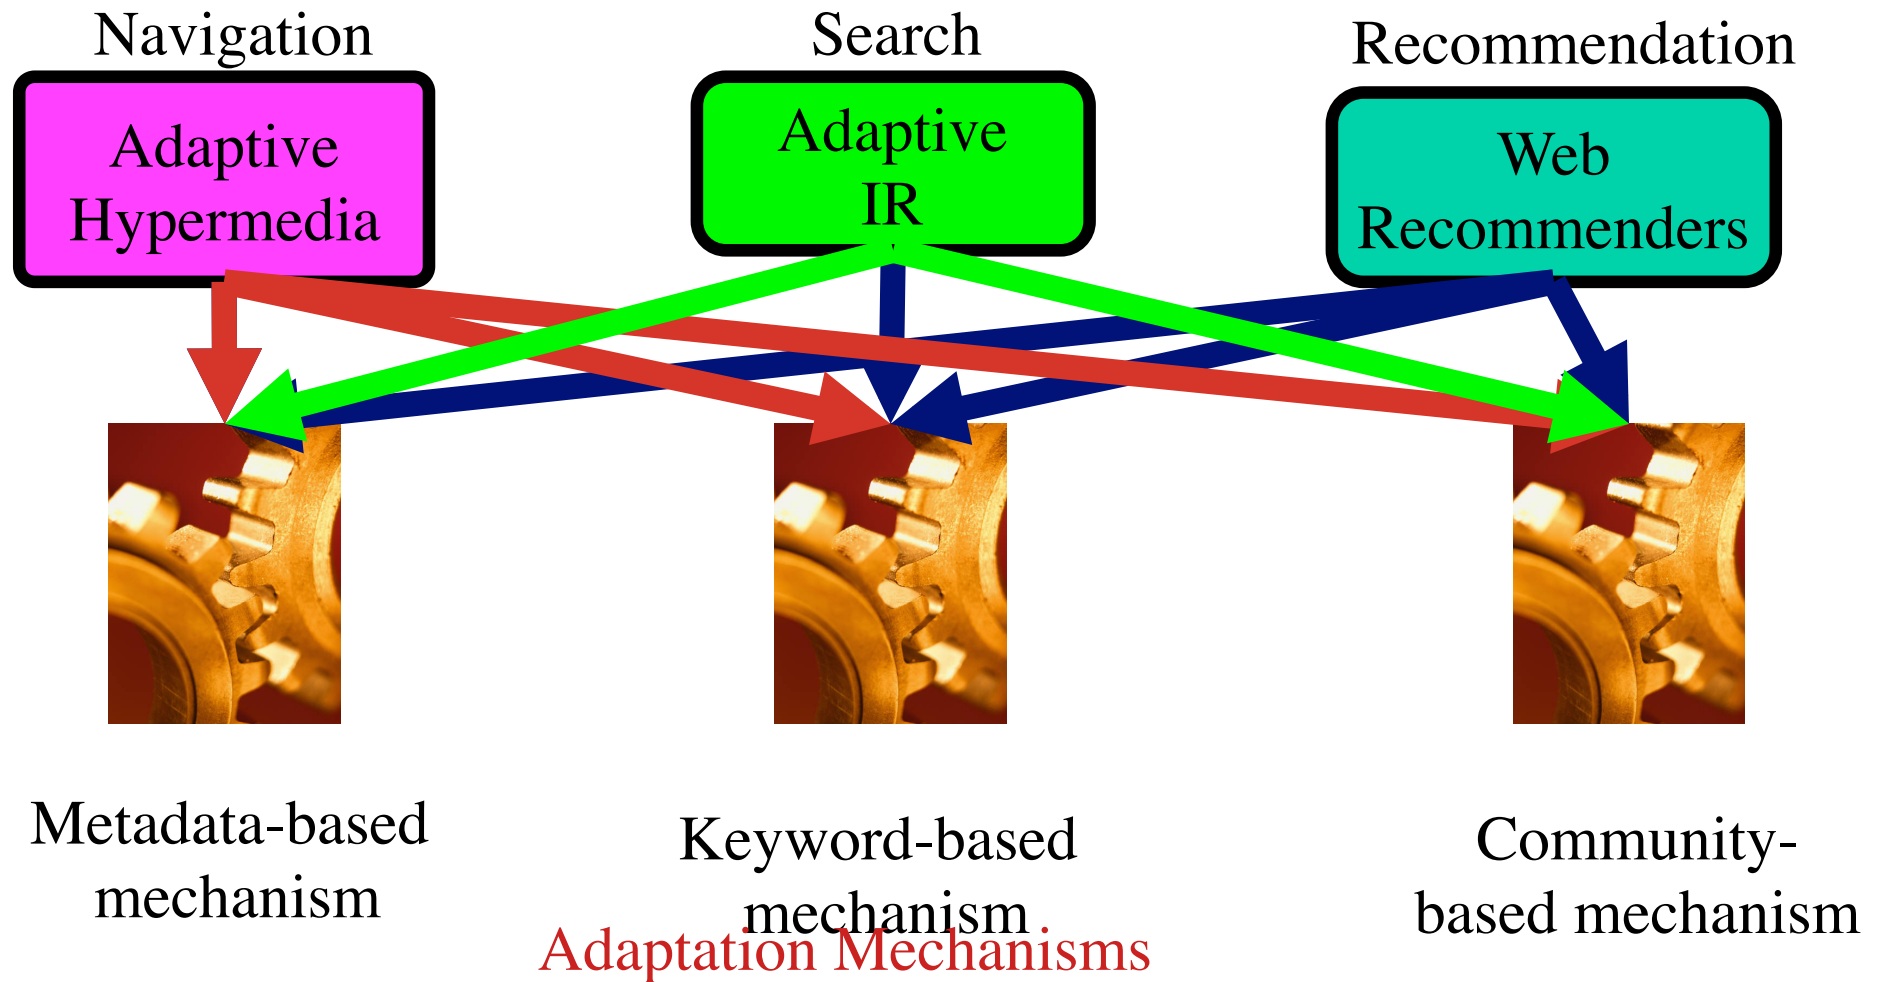 Navigation
Search
Recommendation
Adaptive
Hypermedia
Adaptive
IR
Web
Recommenders
Metadata-based
mechanism
Keyword-based
mechanism
Community-
based mechanism
Adaptation Mechanisms